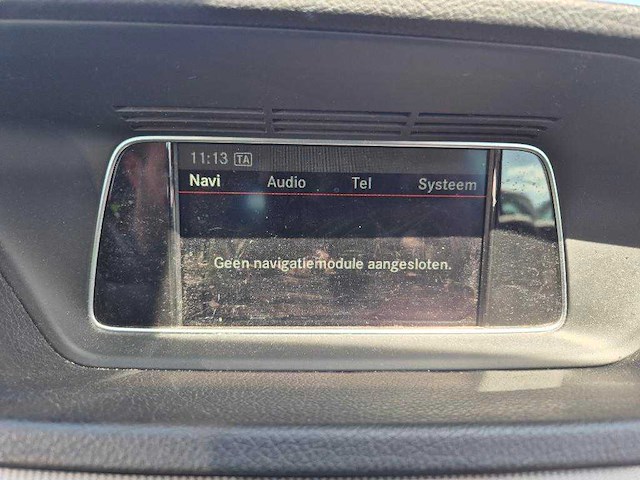 11:13 TA
Navi Audio Tel Systeem
Geen navigatiemodule aangesloten.